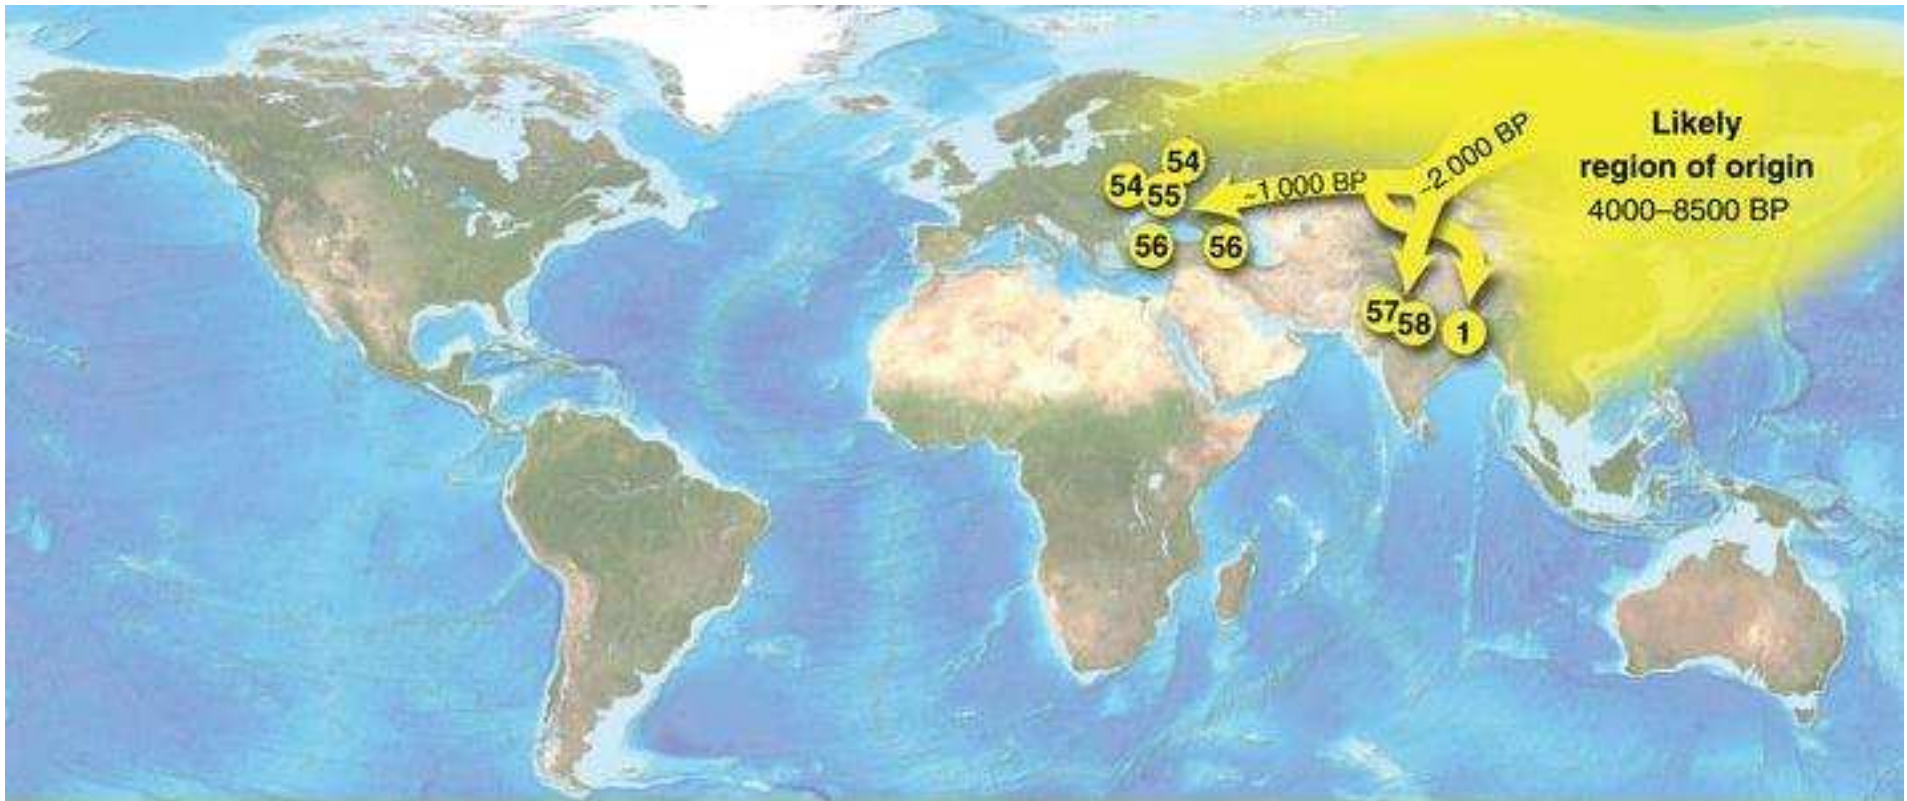 Likely
region of origin
4000–8500 BP
~2,000 BP
~1,000 BP
54
54
55
56
56
57
58
1